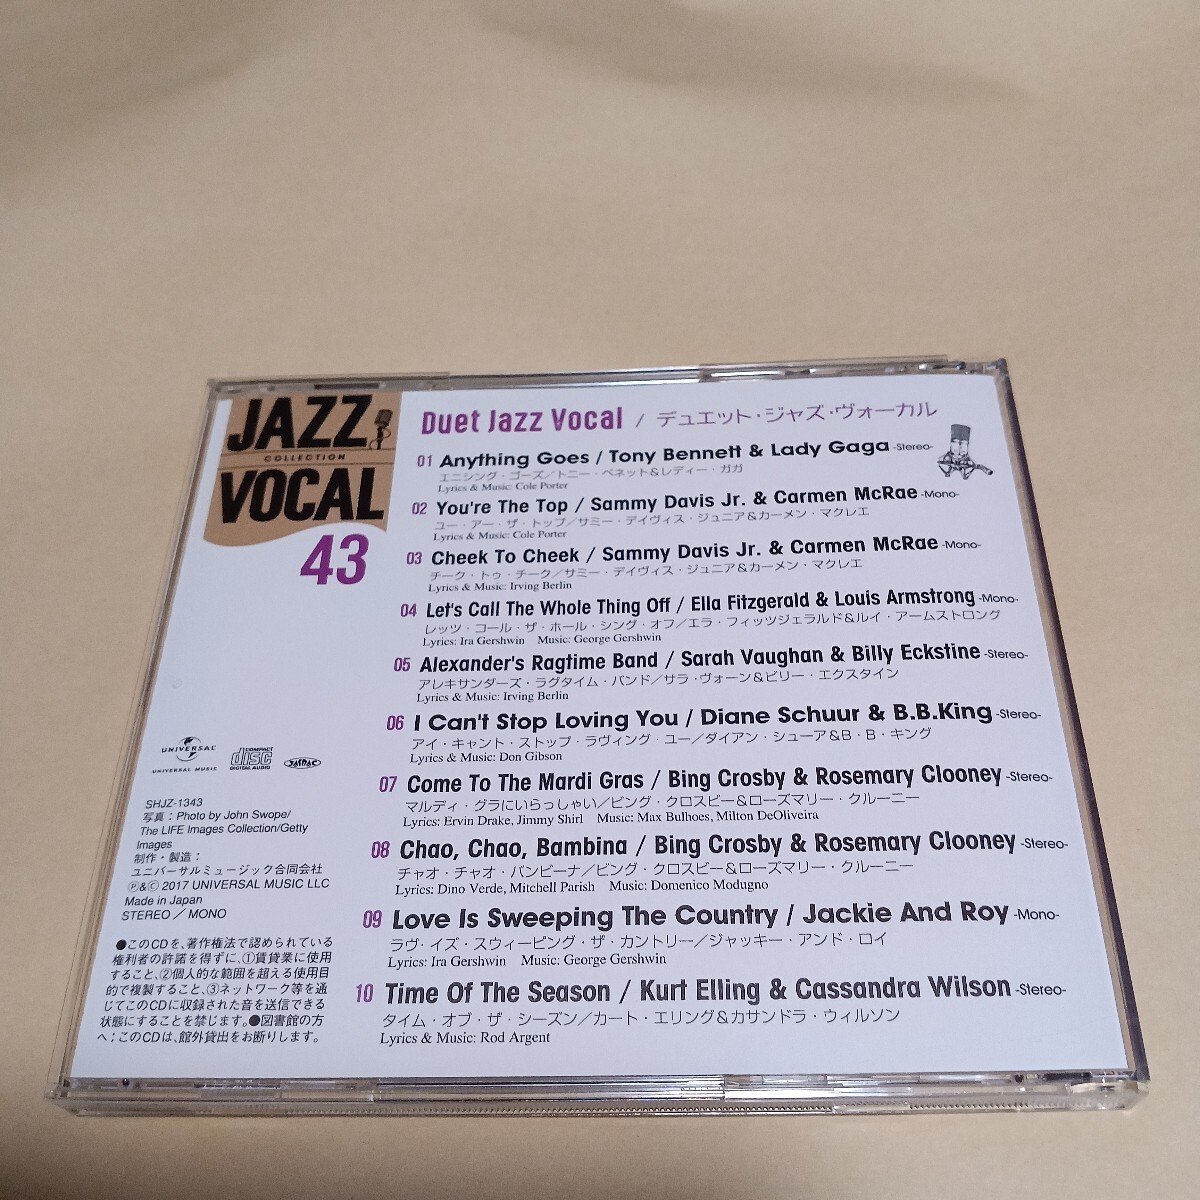 JAZZ
COLLECTION
VOCAL
43
Duet Jazz Vocal / デュエット・ジャズ・ヴォーカル
01 Anything Goes / Tony Bennett & Lady Gaga -Stereo-
エニシング・ゴーズ/トニー・ベネット&レディー・ガガ
Lyrics & Music: Cole Porter
02 You're The Top / Sammy Davis Jr. & Carmen McRae -Mono-
ユー・アー・ザ・トップ/サミー・デイヴィス・ジュニア&カーメン・マクレエ
Lyrics & Music: Cole Porter
03 Cheek To Cheek / Sammy Davis Jr. & Carmen McRae -Mono-
チーク・トゥ・チーク/サミー・デイヴィス・ジュニア&カーメン・マクレエ
Lyrics & Music: Irving Berlin
04 Let's Call The Whole Thing Off / Ella Fitzgerald & Louis Armstrong -Mono-
レッツ・コール・ザ・ホール・シング・オフ/エラ・フィッツジェラルド&ルイ・アームストロング
Lyrics: Ira Gershwin Music: George Gershwin
05 Alexander's Ragtime Band / Sarah Vaughan & Billy Eckstine -Stereo-
アレキサンダーズ・ラグタイム・バンド/サラ・ヴォーン&ビリー・エクスタイン
Lyrics & Music: Irving Berlin
06 I Can't Stop Loving You / Diane Schuur & B.B.King -Stereo-
アイ・キャント・ストップ・ラヴィング・ユー/ダイアン・シューア&B・B・キング
Lyrics & Music: Don Gibson
07 Come To The Mardi Gras / Bing Crosby & Rosemary Clooney -Stereo-
マルディ・グラにいらっしゃい/ビング・クロスビー&ローズマリー・クルーニー
Lyrics: Ervin Drake, Jimmy Shirl Music: Max Bulhoes, Milton DeOliveira
08 Chao, Chao, Bambina / Bing Crosby & Rosemary Clooney -Stereo-
チャオ・チャオ・バンビーナ/ビング・クロスビー&ローズマリー・クルーニー
Lyrics: Dino Verde, Mitchell Parish Music: Domenico Modugno
09 Love Is Sweeping The Country / Jackie And Roy -Mono-
ラヴ・イズ・スウィーピング・ザ・カントリー/ジャッキー・アンド・ロイ
Lyrics: Ira Gershwin Music: George Gershwin
10 Time Of The Season / Kurt Elling & Cassandra Wilson -Stereo-
タイム・オブ・ザ・シーズン/カート・エリング&カサンドラ・ウィルソン
Lyrics & Music: Rod Argent
UNIVERSAL
UNIVERSAL MUSIC
COMPACT
disc
DIGITAL AUDIO
JASRAC
SHJZ-1343
写真：Photo by John Swope/
The LIFE Images Collection/Getty
Images
制作・製造：
ユニバーサルミュージック合同会社
Ⓟ&Ⓒ 2017 UNIVERSAL MUSIC LLC
Made in Japan
STEREO／MONO
●このCDを、著作権法で認められている
権利者の許諾を得ずに、①賃貸業に使用
すること、②個人的な範囲を超える使用目
的で複製すること、③ネットワーク等を通
じてこのCDに収録された音を送信できる
状態にすることを禁じます。●図書館の方
へ；このCDは、館外貸出をお断りします。